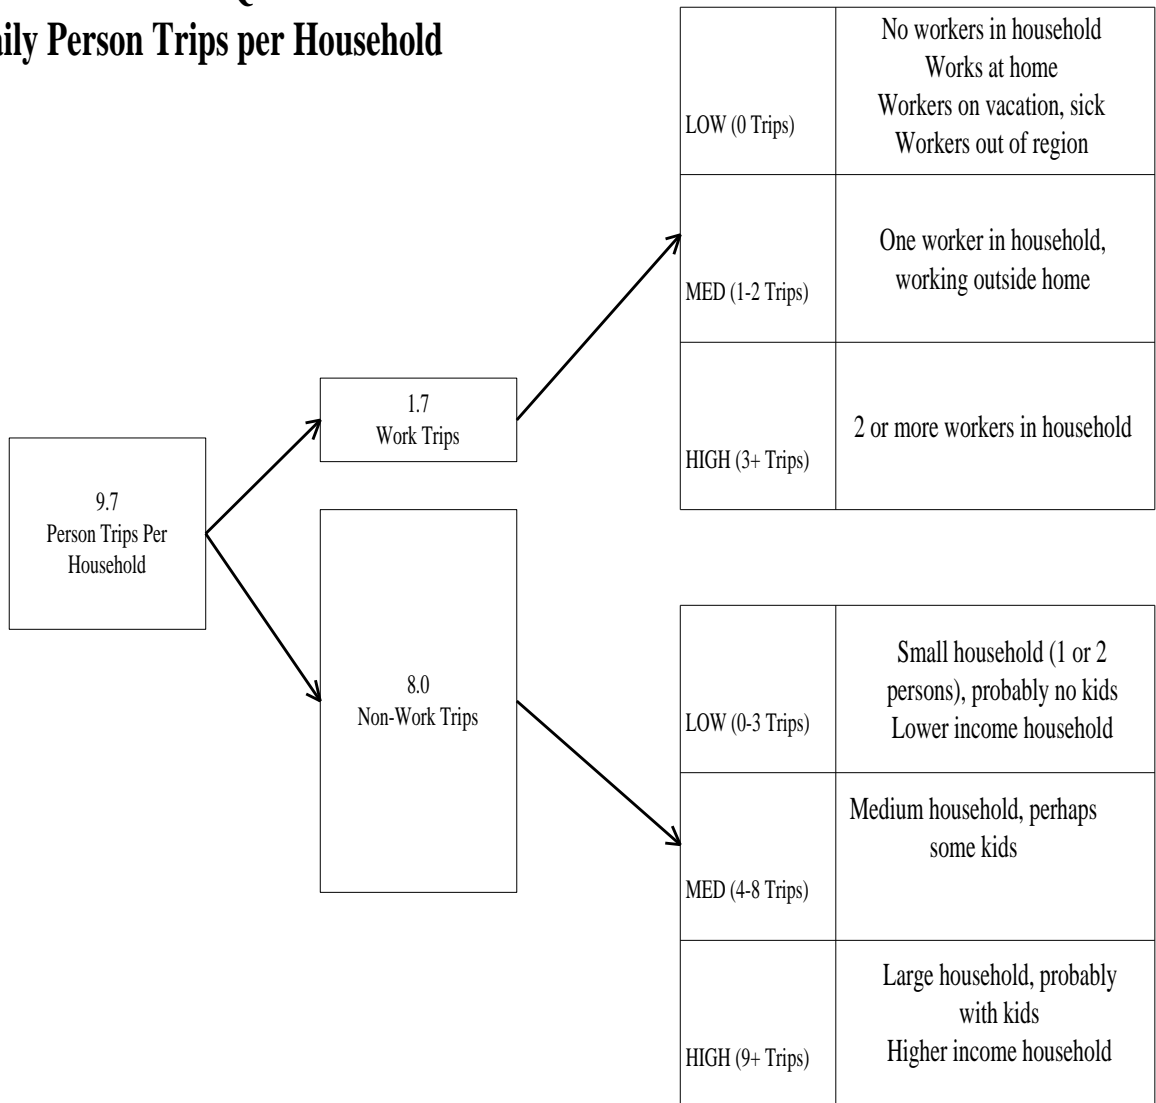 Person Trips per Household
No workers in household
Works at home
Workers on vacation, sick
Workers out of region
LOW (0 Trips)
One worker in household,
working outside home
MED (1-2 Trips)
2 or more workers in household
HIGH (3+ Trips)
1.7
Work Trips
9.7
Person Trips Per
Household
8.0
Non-Work Trips
Small household (1 or 2
persons), probably no kids
Lower income household
LOW (0-3 Trips)
Medium household, perhaps
some kids
MED (4-8 Trips)
Large household, probably
with kids
Higher income household
HIGH (9+ Trips)